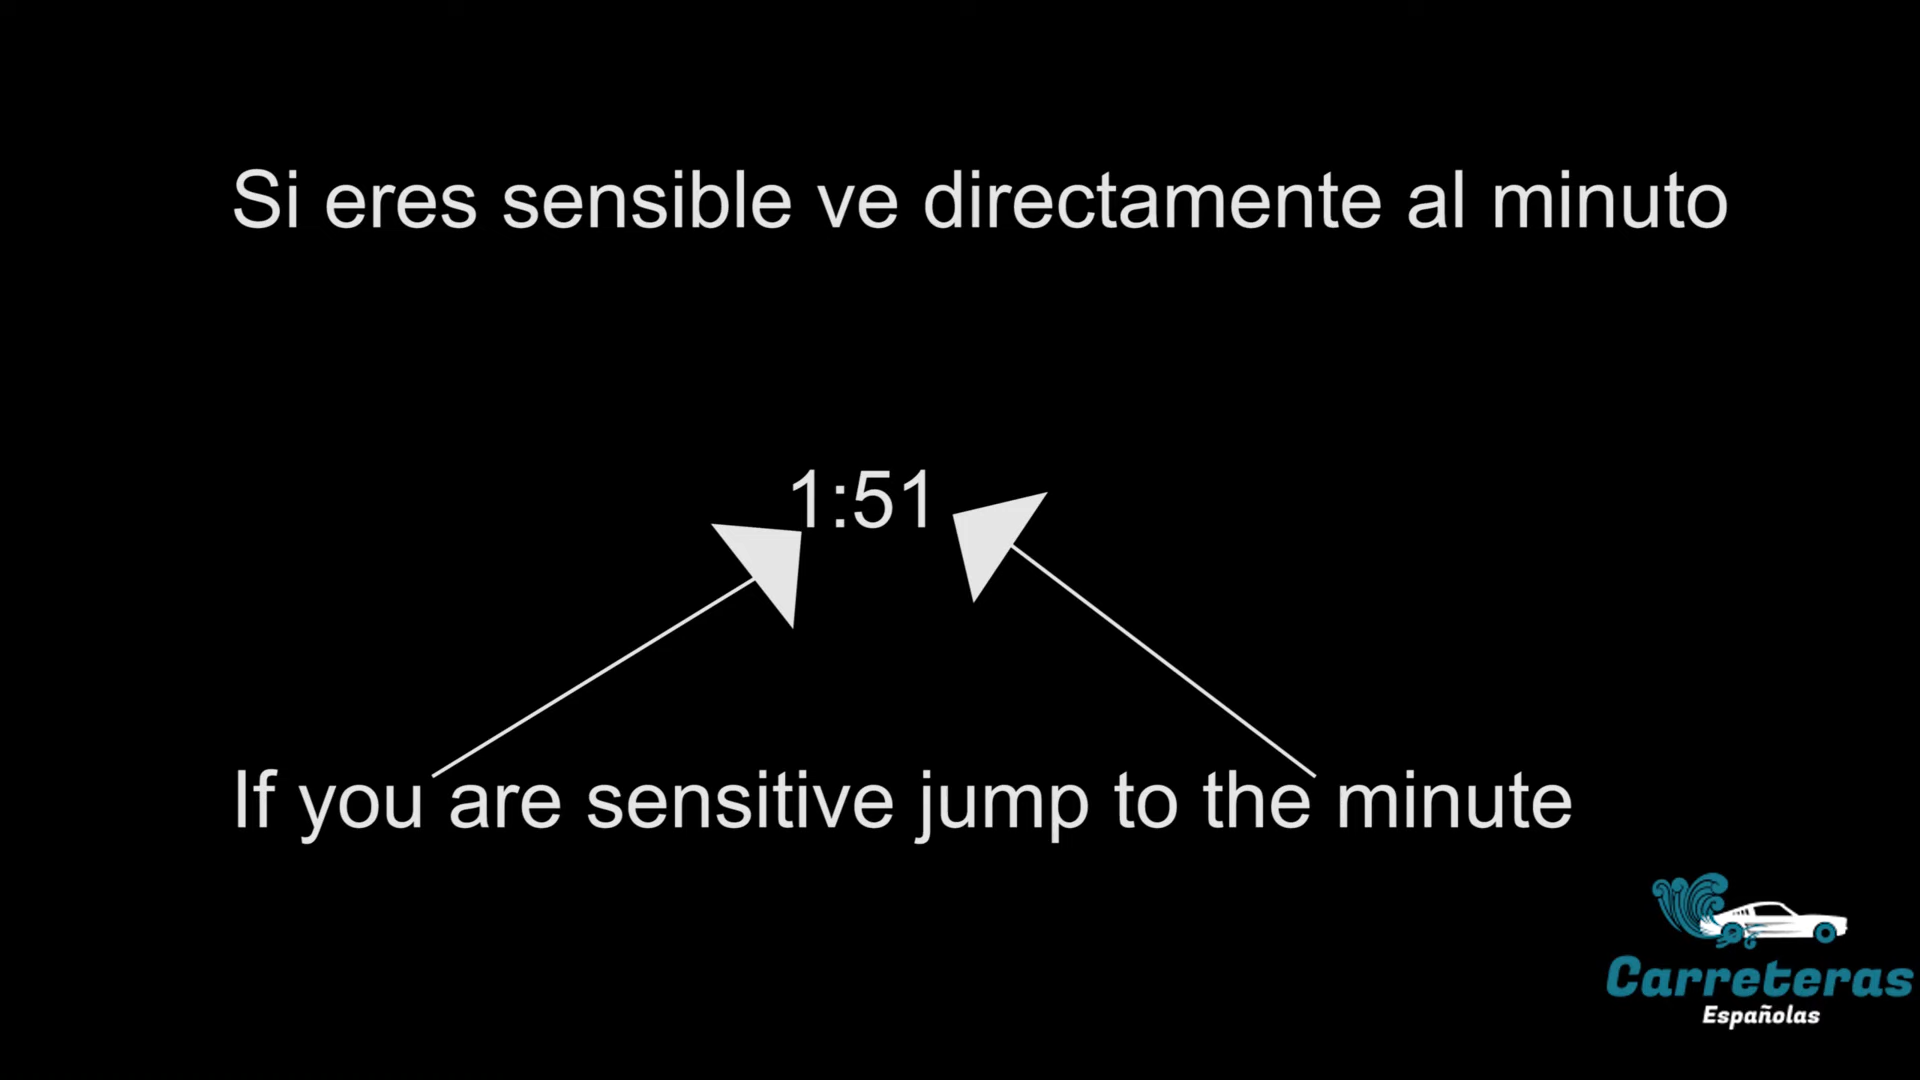 Si eres sensible ve directamente al minuto
1:51
If you are sensitive jump to the minute
Carreteras
Españolas